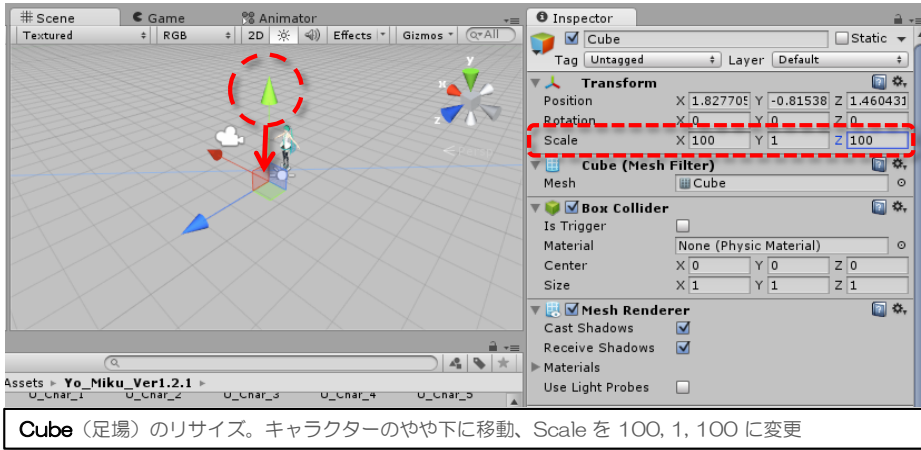 Scene Game Animator
Textured RGB 2D Effects Gizmos All
y
x
z
Assets Yo_Miku_Ver1.2.1
U_Char_1 U_Char_2 U_Char_3 U_Char_4 U_Char_5
Inspector
Cube Static
Tag Untagged Layer Default
Transform
Position X 1.827705 Y -0.81538 Z 1.460431
Rotation X 0 Y 0 Z 0
Scale X 100 Y 1 Z 100
Cube (Mesh Filter)
Mesh Cube
Box Collider
Is Trigger
Material None (Physic Material)
Center X 0 Y 0 Z 0
Size X 1 Y 1 Z 1
Mesh Renderer
Cast Shadows
Receive Shadows
Materials
Use Light Probes
Cube（足場）のリサイズ。キャラクターのやや下に移動、Scale を 100, 1, 100 に変更